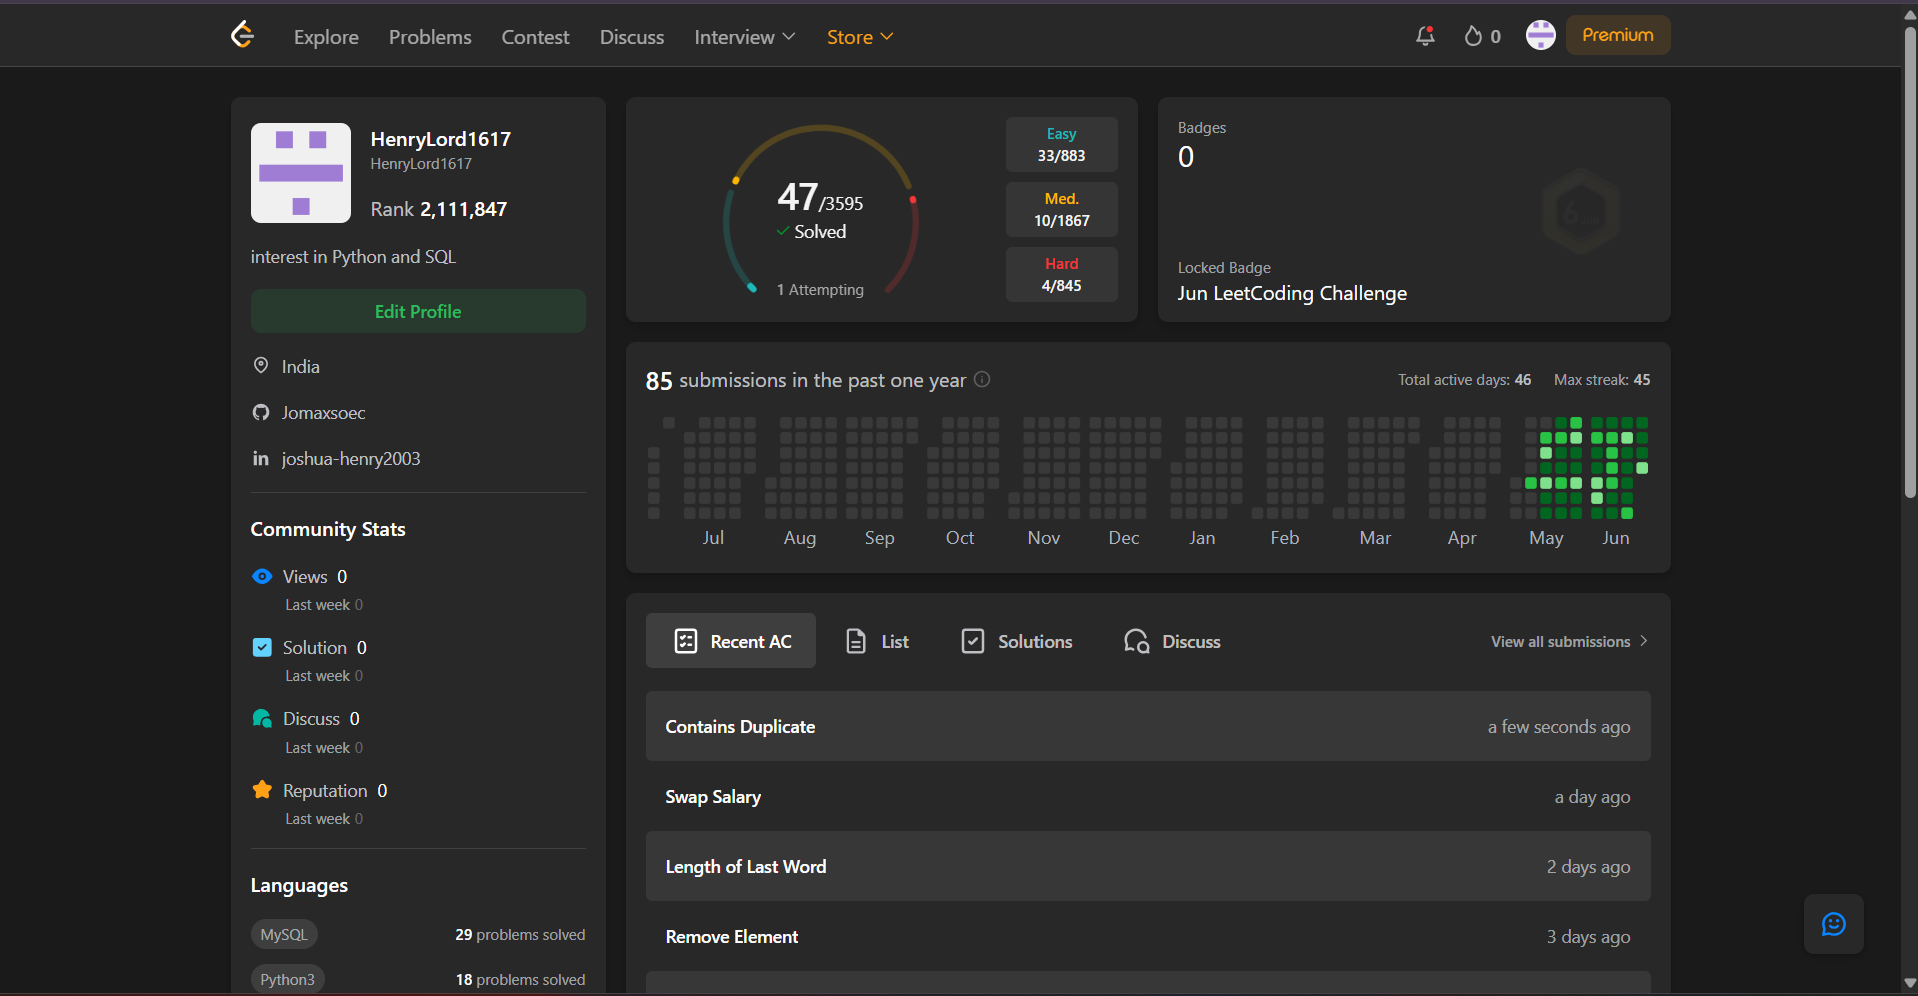 Explore Problems Contest Discuss Interview Store 0 Premium
HenryLord1617
HenryLord1617
Rank 2,111,847
interest in Python and SQL
Edit Profile
India
Jomaxsoec
joshua-henry2003
Community Stats
Views 0
Last week 0
Solution 0
Last week 0
Discuss 0
Last week 0
Reputation 0
Last week 0
Languages
MySQL 29 problems solved
Python3 18 problems solved
47/3595
Solved
1 Attempting
Easy
33/883
Med.
10/1867
Hard
4/845
Badges
0
Locked Badge
Jun LeetCoding Challenge
85 submissions in the past one year Total active days: 46 Max streak: 45
Jul Aug Sep Oct Nov Dec Jan Feb Mar Apr May Jun
Recent AC List Solutions Discuss View all submissions
Contains Duplicate a few seconds ago
Swap Salary a day ago
Length of Last Word 2 days ago
Remove Element 3 days ago